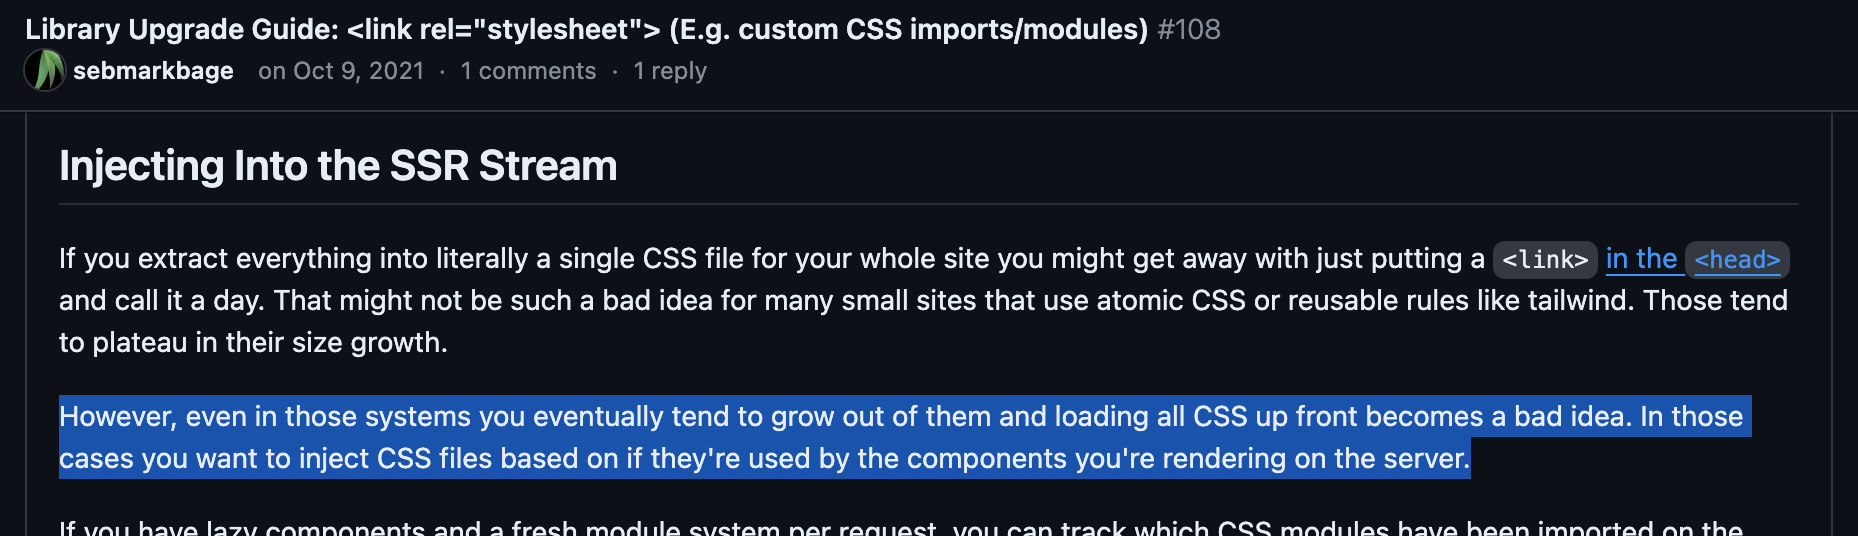 Library Upgrade Guide: <link rel="stylesheet"> (E.g. custom CSS imports/modules) #108
sebmarkbage on Oct 9, 2021 · 1 comments · 1 reply
Injecting Into the SSR Stream
If you extract everything into literally a single CSS file for your whole site you might get away with just putting a <link> in the <head>
and call it a day. That might not be such a bad idea for many small sites that use atomic CSS or reusable rules like tailwind. Those tend
to plateau in their size growth.
However, even in those systems you eventually tend to grow out of them and loading all CSS up front becomes a bad idea. In those
cases you want to inject CSS files based on if they're used by the components you're rendering on the server.
If you have lazy components and a fresh module system per request, you can track which CSS modules have been imported on the